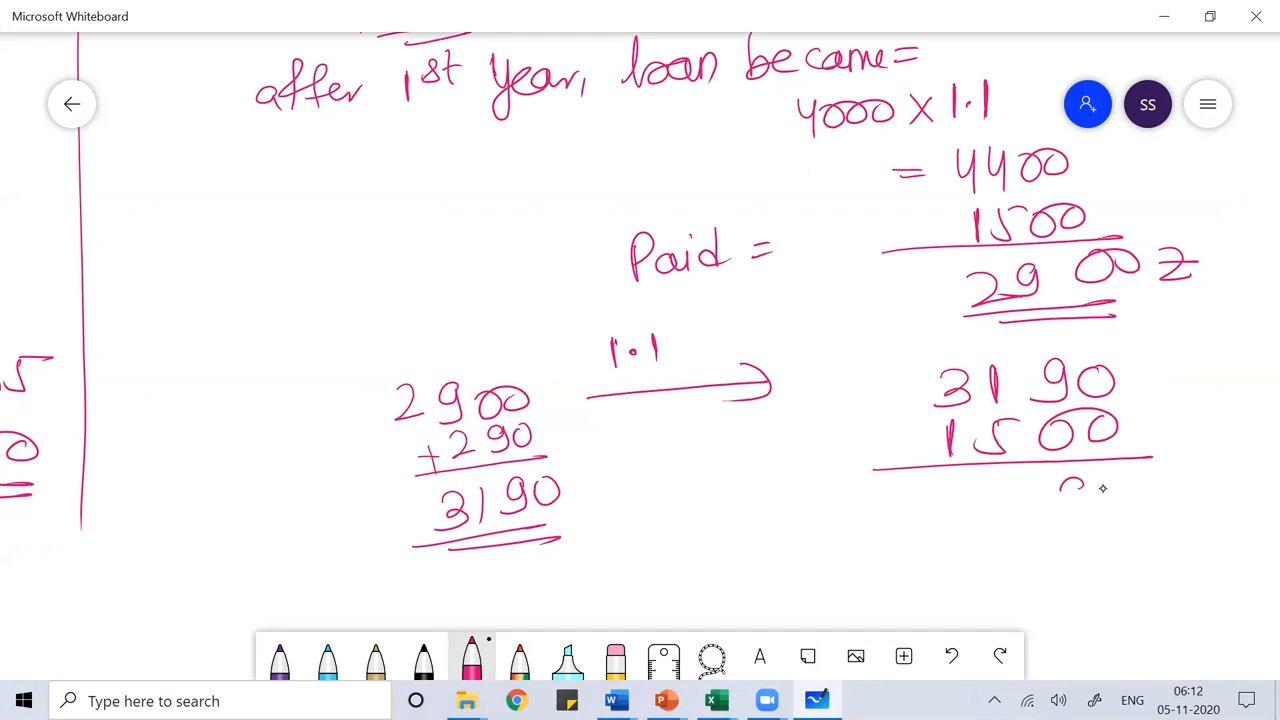 Microsoft Whiteboard
after 1st year, loan became=
4000 x 1.1
= 4400
1500
Paid =
2900
1.1
2900
+290
3190
3190
1500
SS
A
Type here to search
ENG
06:12
05-11-2020